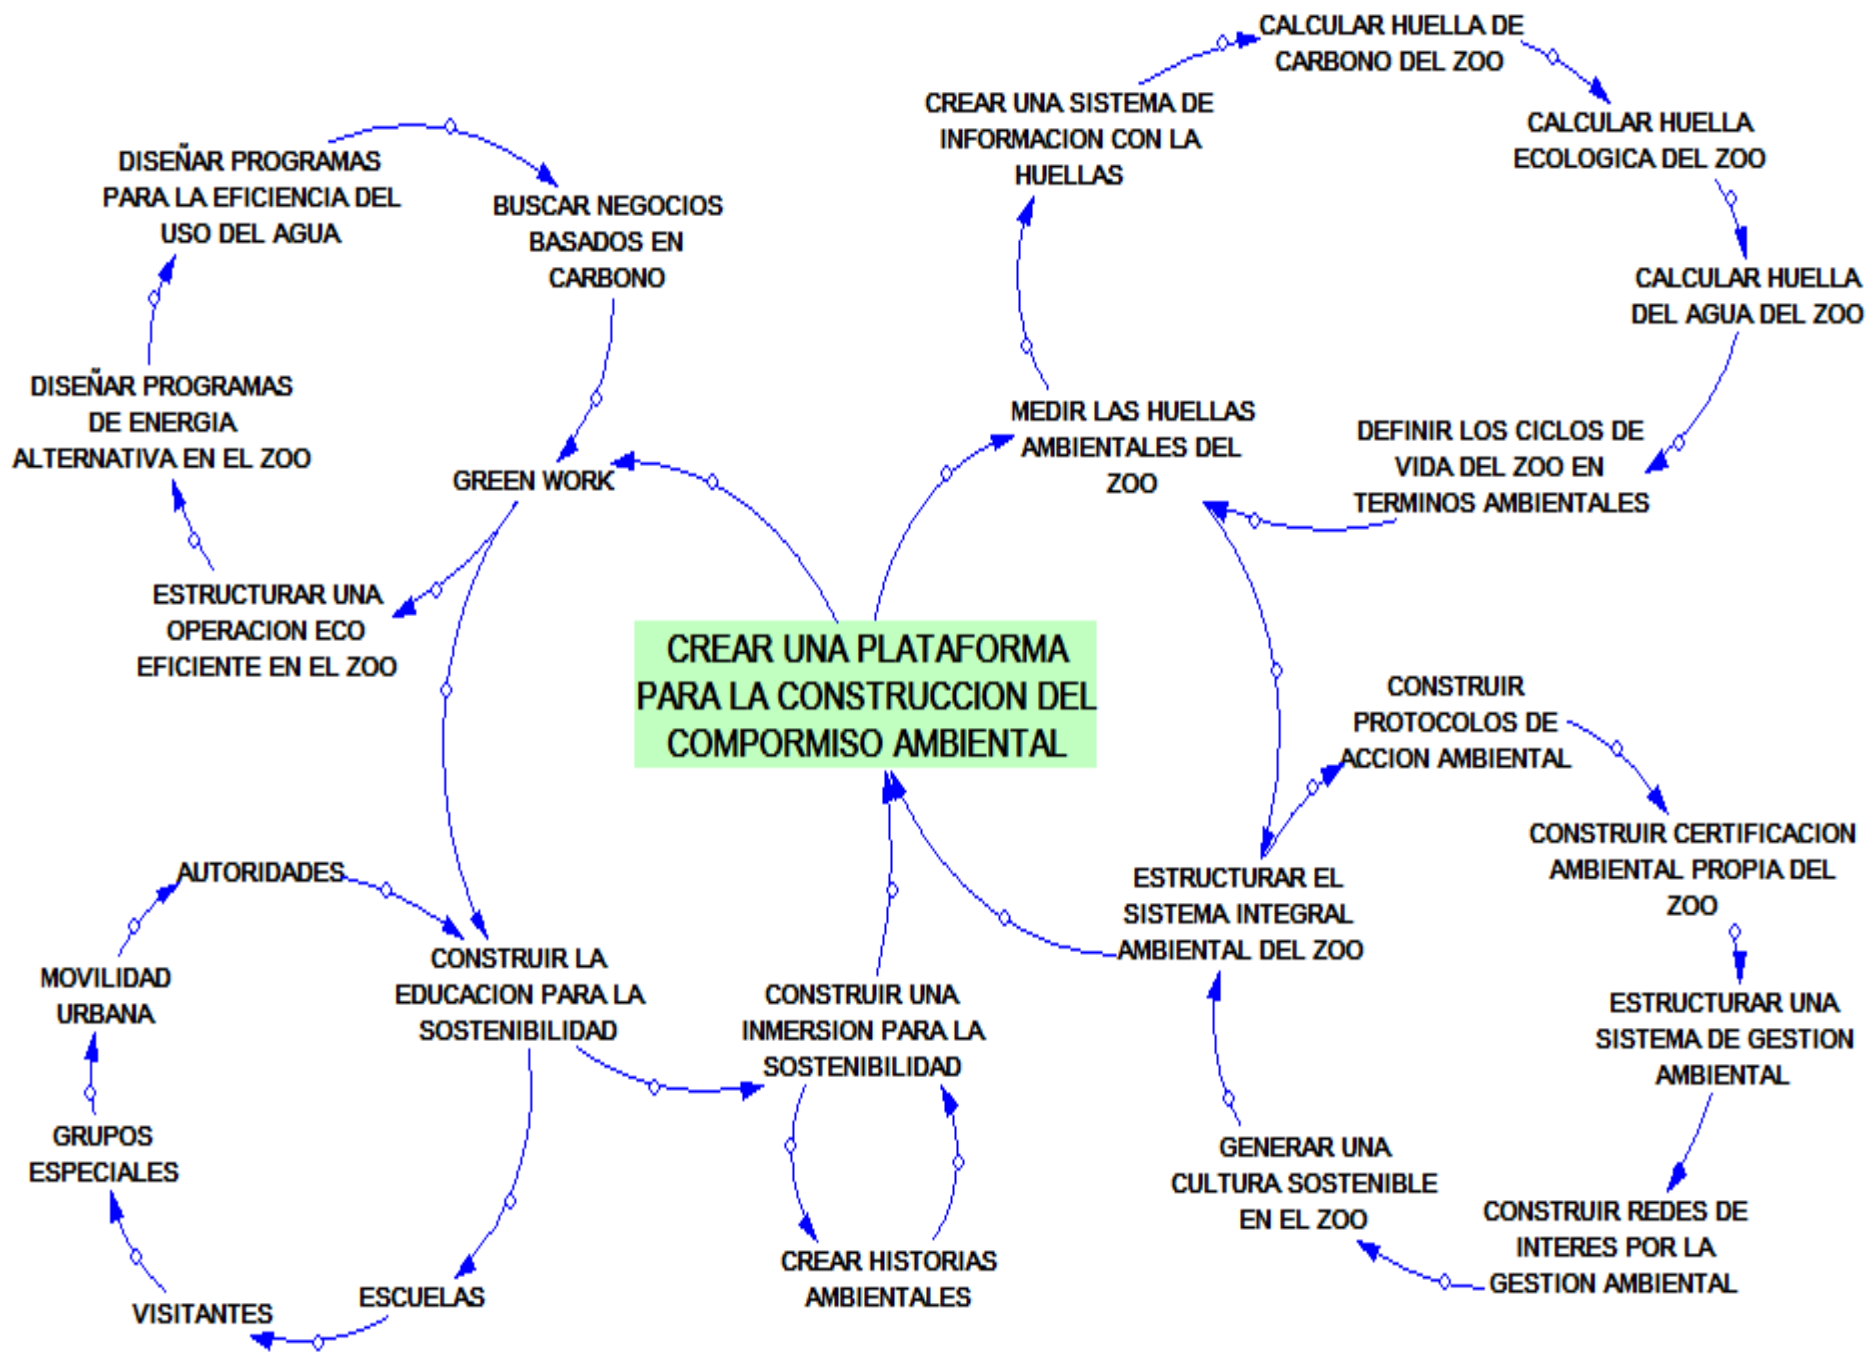 CALCULAR HUELLA DE
CARBONO DEL ZOO
CREAR UNA SISTEMA DE
INFORMACION CON LA
HUELLAS
CALCULAR HUELLA
ECOLOGICA DEL ZOO
DISEÑAR PROGRAMAS
PARA LA EFICIENCIA DEL
USO DEL AGUA
BUSCAR NEGOCIOS
BASADOS EN
CARBONO
CALCULAR HUELLA
DEL AGUA DEL ZOO
DISEÑAR PROGRAMAS
DE ENERGIA
ALTERNATIVA EN EL ZOO
MEDIR LAS HUELLAS
AMBIENTALES DEL
ZOO
DEFINIR LOS CICLOS DE
VIDA DEL ZOO EN
TERMINOS AMBIENTALES
GREEN WORK
ESTRUCTURAR UNA
OPERACION ECO
EFICIENTE EN EL ZOO
CREAR UNA PLATAFORMA
PARA LA CONSTRUCCION DEL
COMPORMISO AMBIENTAL
CONSTRUIR
PROTOCOLOS DE
ACCION AMBIENTAL
CONSTRUIR CERTIFICACION
AMBIENTAL PROPIA DEL
ZOO
AUTORIDADES
ESTRUCTURAR EL
SISTEMA INTEGRAL
AMBIENTAL DEL ZOO
MOVILIDAD
URBANA
CONSTRUIR LA
EDUCACION PARA LA
SOSTENIBILIDAD
CONSTRUIR UNA
INMERSION PARA LA
SOSTENIBILIDAD
ESTRUCTURAR UNA
SISTEMA DE GESTION
AMBIENTAL
GRUPOS
ESPECIALES
GENERAR UNA
CULTURA SOSTENIBLE
EN EL ZOO
CONSTRUIR REDES DE
INTERES POR LA
GESTION AMBIENTAL
CREAR HISTORIAS
AMBIENTALES
ESCUELAS
VISITANTES